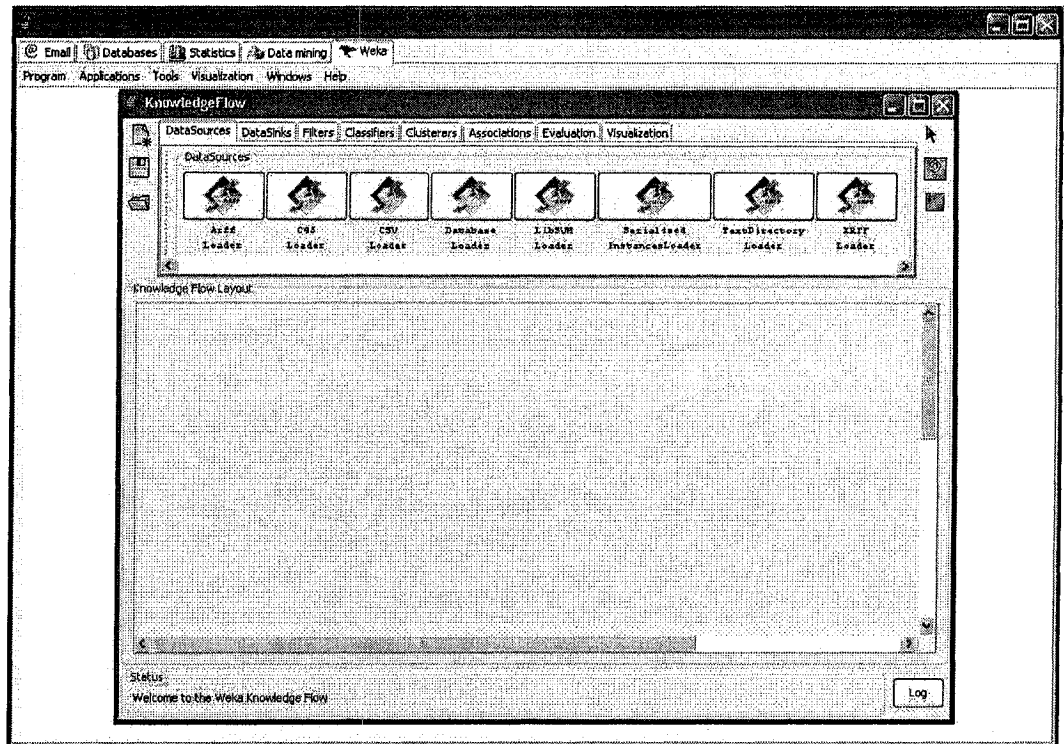 @ Email Databases Statistics Data mining Weka
Program Applications Tools Visualization Windows Help
KnowledgeFlow
DataSources DataSinks Filters Classifiers Clusterers Associations Evaluation Visualization
DataSources
Arff Loader
C45 Loader
CSV Loader
Database Loader
LibSVM Loader
Serialized InstancesLoader
TextDirectory Loader
XRFF Loader
Knowledge Flow Layout
Status
Welcome to the Weka Knowledge Flow
Log